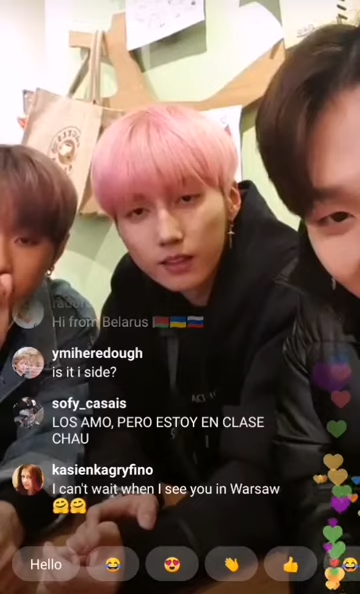 Hi from Belarus 🇧🇾🇺🇦🇷🇺
ymiheredough
is it i side?
sofy_casais
LOS AMO, PERO ESTOY EN CLASE
CHAU
kasienkagryfino
I can't wait when I see you in Warsaw
🤗🤗
Hello